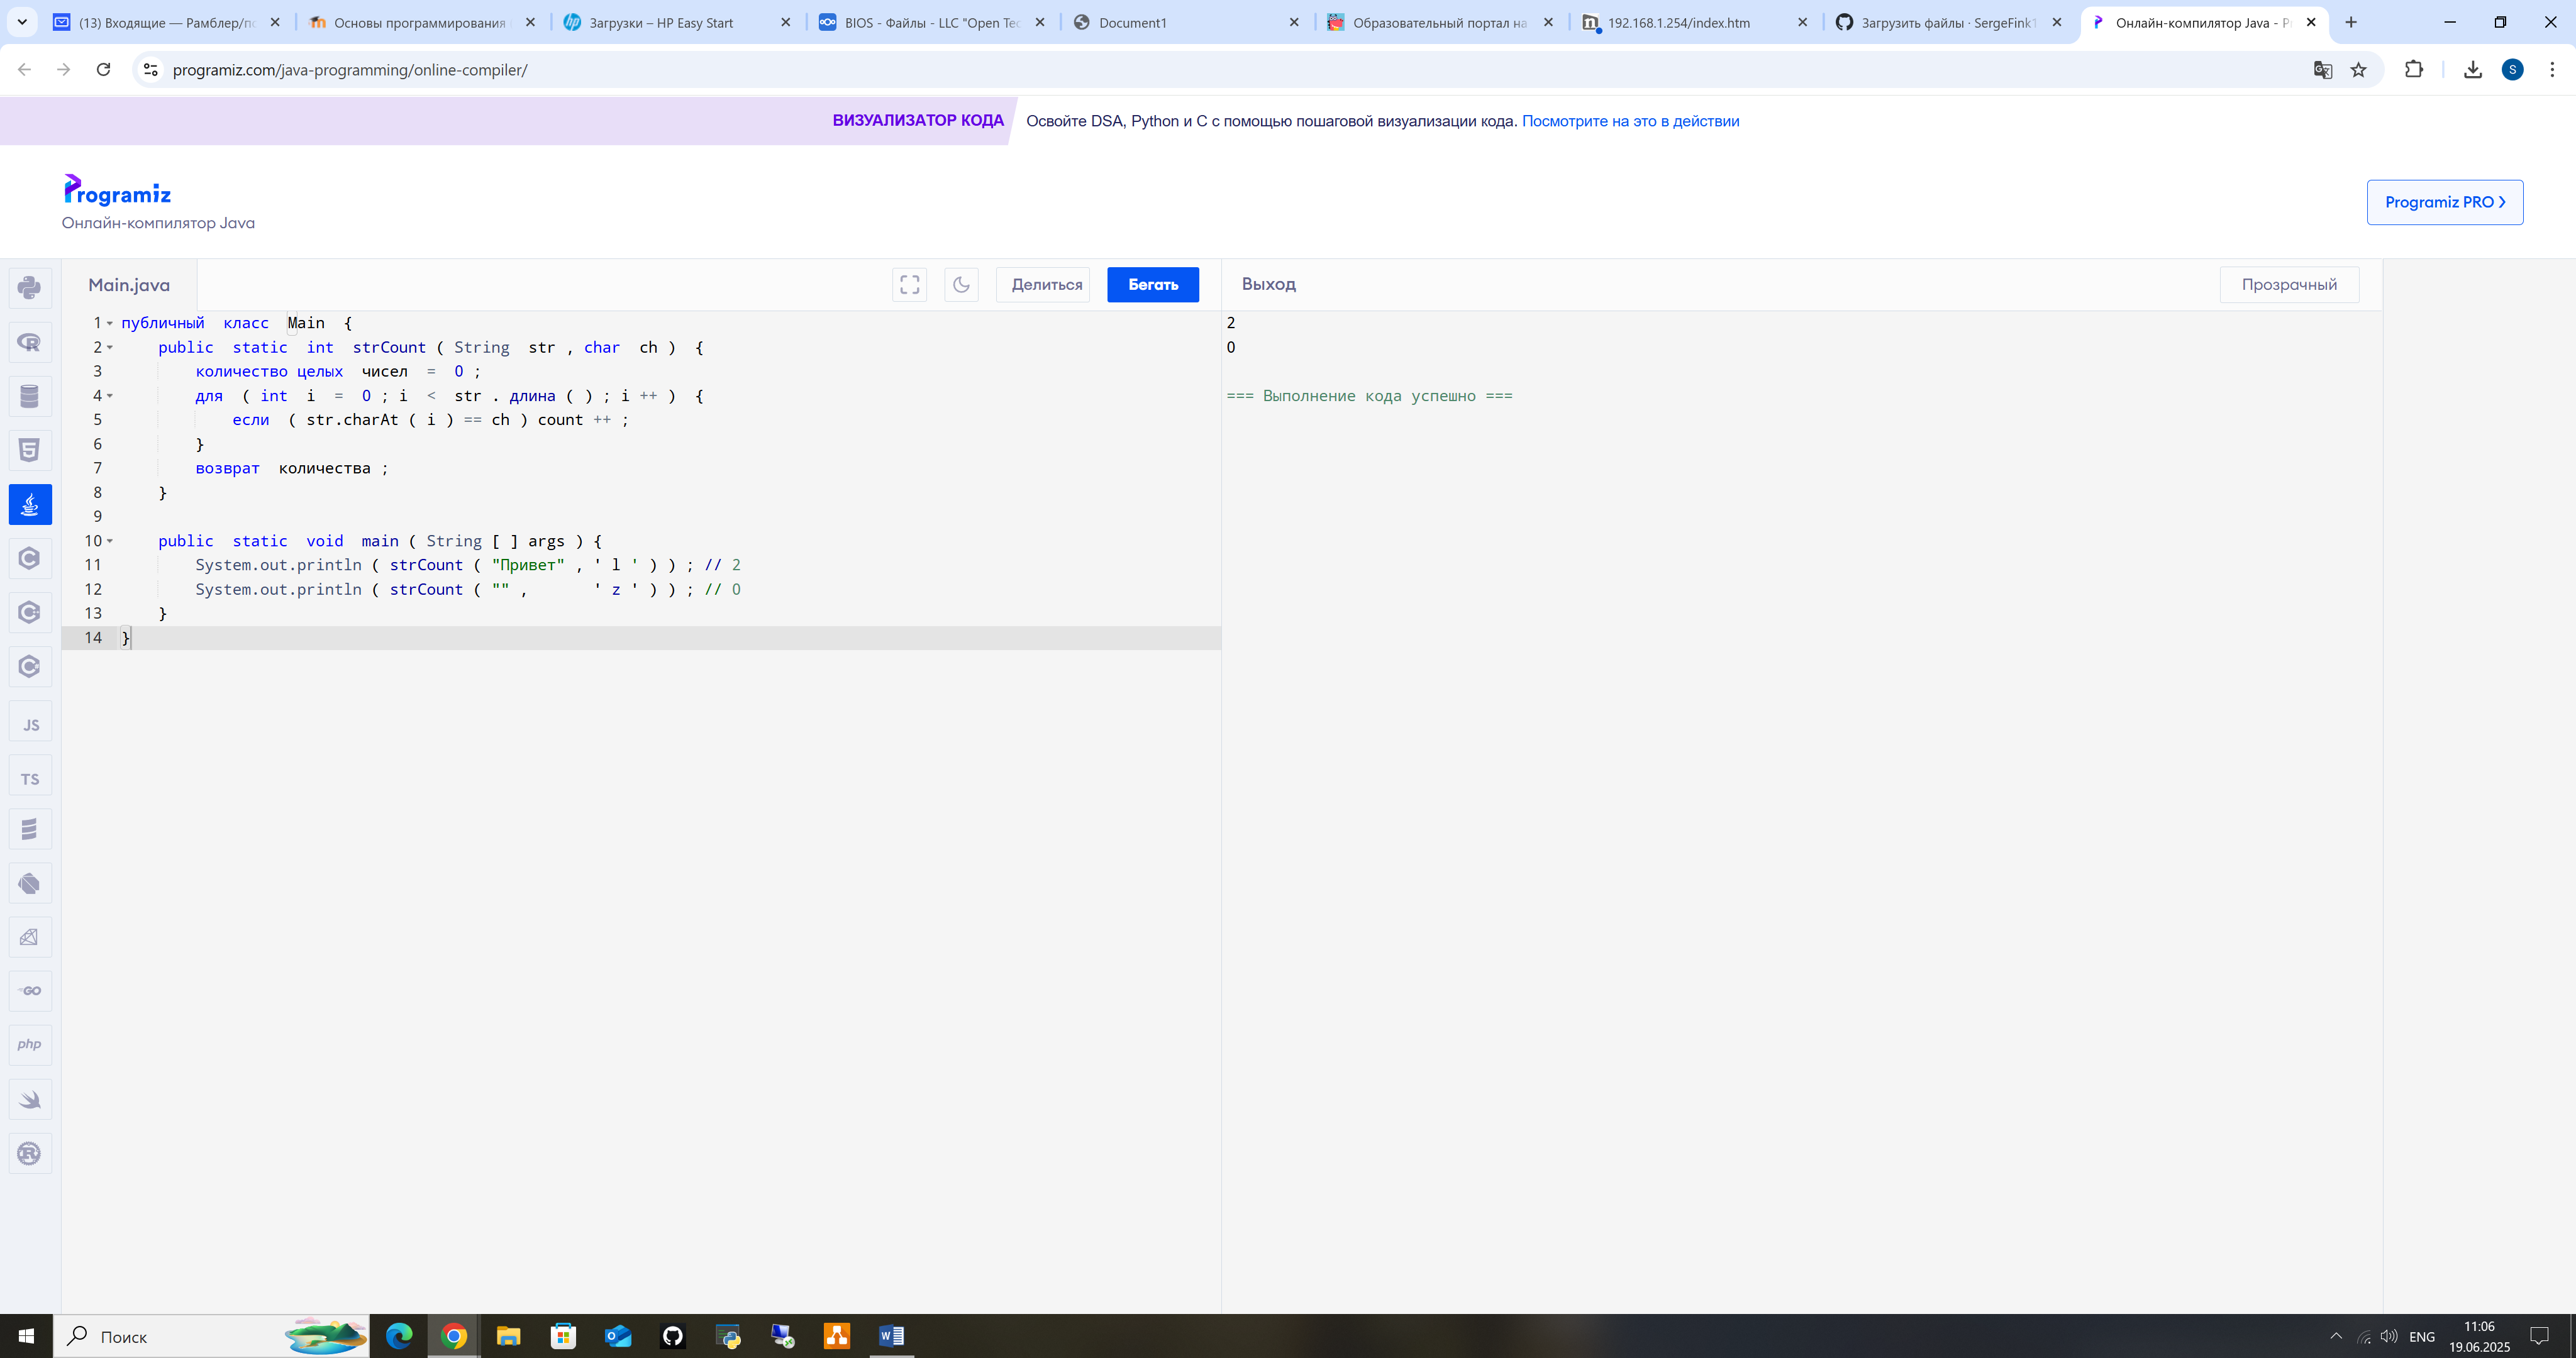 (13) Входящие — Рамблер/по
Основы программирования
Загрузки – HP Easy Start
BIOS - Файлы - LLC "Open Tec
Document1
Образовательный портал на
192.168.1.254/index.htm
Загрузить файлы · SergeFink1
Онлайн-компилятор Java - P
programiz.com/java-programming/online-compiler/
S
ВИЗУАЛИЗАТОР КОДА
Освойте DSA, Python и C с помощью пошаговой визуализации кода. Посмотрите на это в действии
Programiz
Онлайн-компилятор Java
Programiz PRO
Main.java
Делиться
Бегать
Выход
Прозрачный
1 публичный класс Main {
2 public static int strCount ( String str , char ch ) {
3 количество целых чисел = 0 ;
4 для ( int i = 0 ; i < str . длина ( ) ; i ++ ) {
5 если ( str.charAt ( i ) == ch ) count ++ ;
6 }
7 возврат количества ;
8 }
9
10 public static void main ( String [ ] args ) {
11 System.out.println ( strCount ( "Привет" , ' l ' ) ) ; // 2
12 System.out.println ( strCount ( "" , ' z ' ) ) ; // 0
13 }
14 }
2
0
=== Выполнение кода успешно ===
JS
TS
GO
php
Поиск
ENG
11:06
19.06.2025